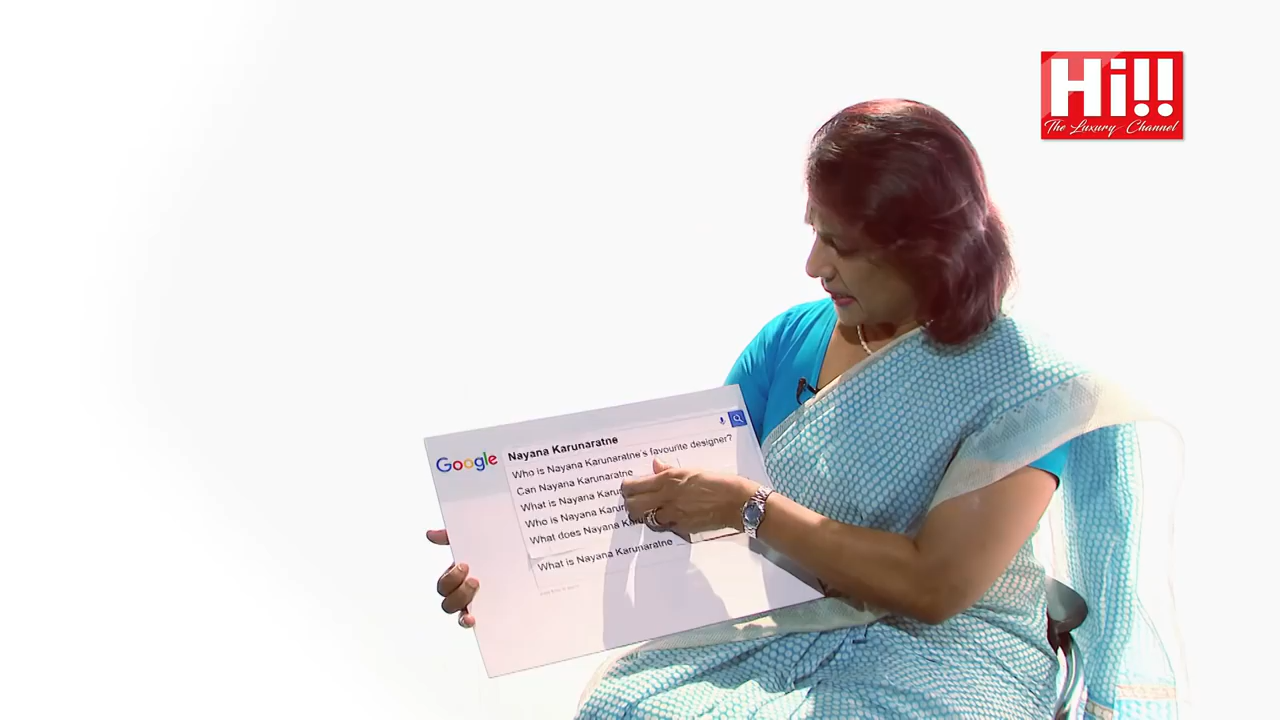 Hi!!
The Luxury Channel
Google
Nayana Karunaratne
Who is Nayana Karunaratne's favourite designer?
Can Nayana Karunaratne
What is Nayana
Who is Nayana
What does Nayana
What is Nayana Karunaratne